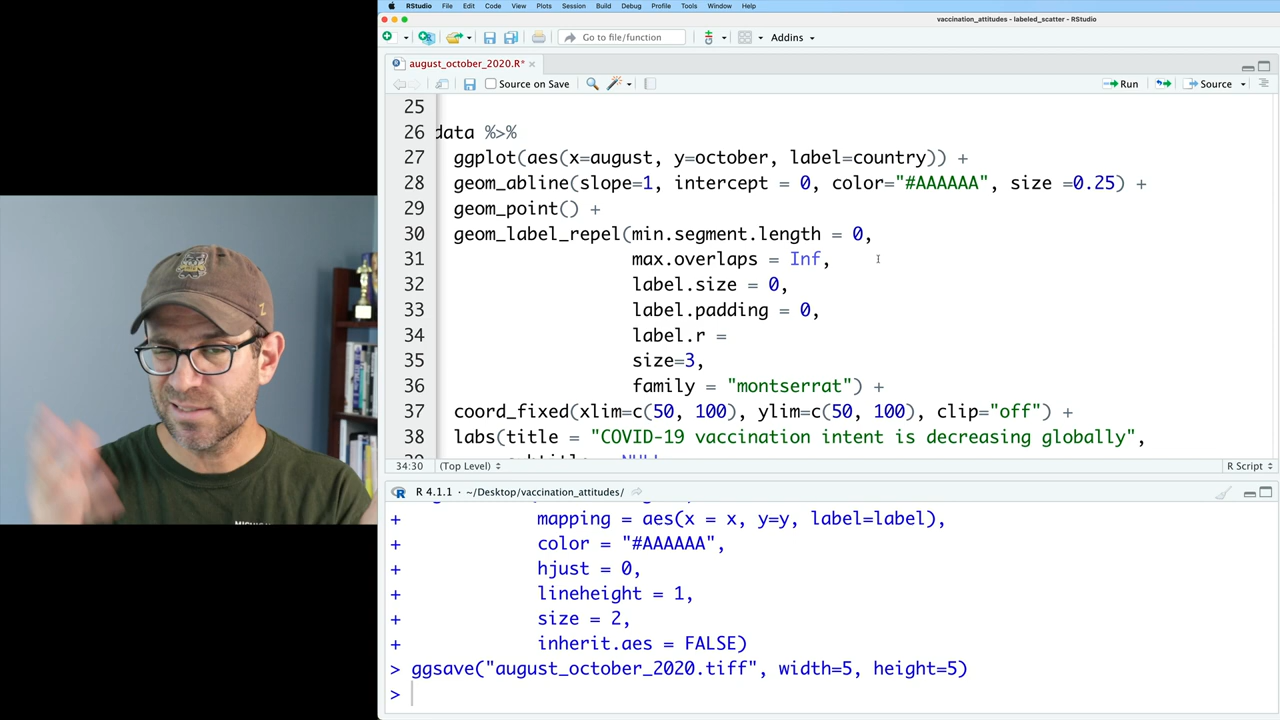 RStudio File Edit Code View Plots Session Build Debug Profile Tools Window Help
vaccination_attitudes - labeled_scatter - RStudio
Go to file/function Addins
august_october_2020.R*
Source on Save Run Source
25
26 data %>%
27 ggplot(aes(x=august, y=october, label=country)) +
28 geom_abline(slope=1, intercept = 0, color="#AAAAAA", size =0.25) +
29 geom_point() +
30 geom_label_repel(min.segment.length = 0,
31 max.overlaps = Inf,
32 label.size = 0,
33 label.padding = 0,
34 label.r =
35 size=3,
36 family = "montserrat") +
37 coord_fixed(xlim=c(50, 100), ylim=c(50, 100), clip="off") +
38 labs(title = "COVID-19 vaccination intent is decreasing globally",
34:30 (Top Level) R Script
R 4.1.1 · ~/Desktop/vaccination_attitudes/
+ mapping = aes(x = x, y=y, label=label),
+ color = "#AAAAAA",
+ hjust = 0,
+ lineheight = 1,
+ size = 2,
+ inherit.aes = FALSE)
> ggsave("august_october_2020.tiff", width=5, height=5)
>